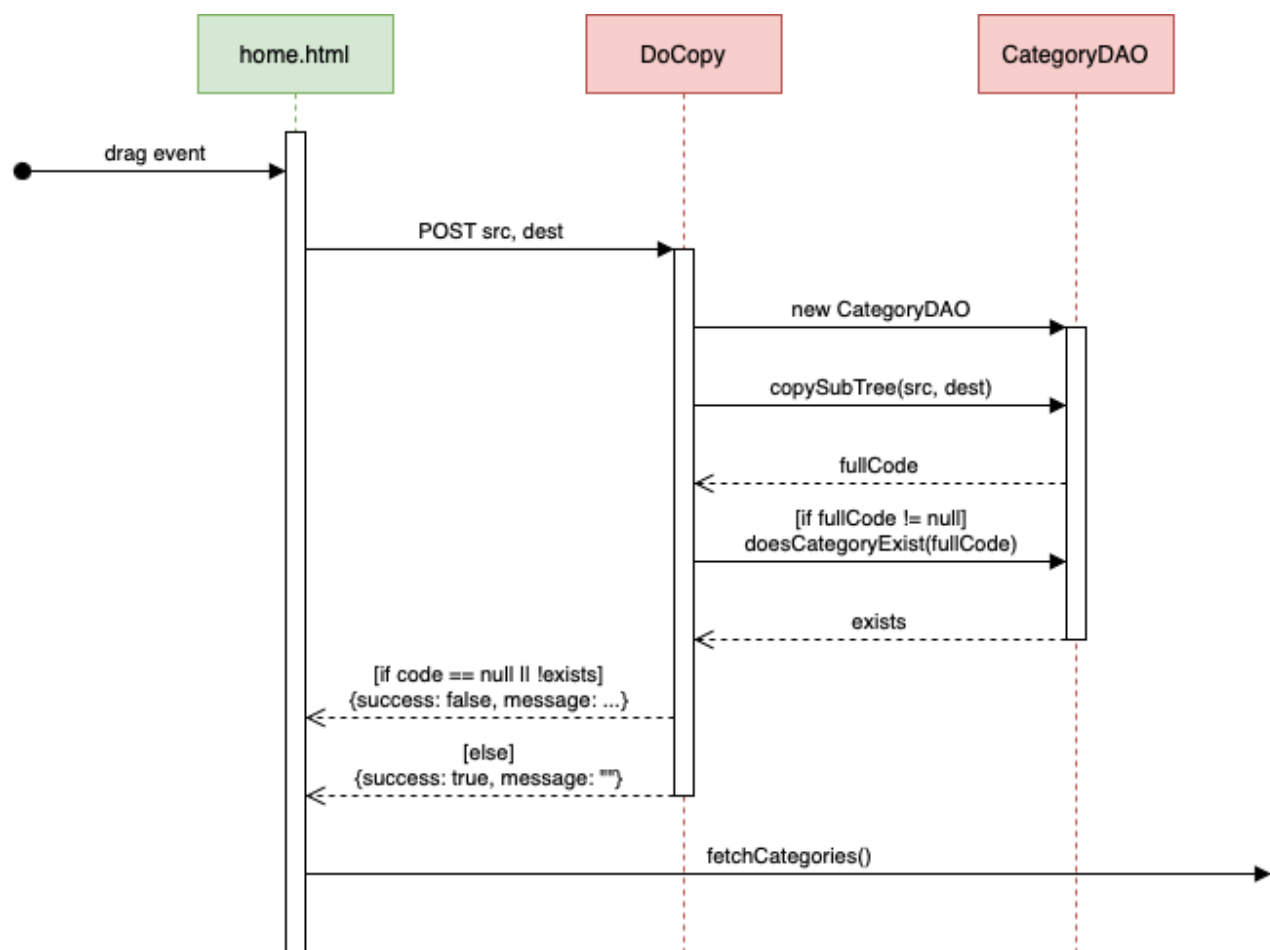 home.html
DoCopy
CategoryDAO
drag event
POST src, dest
new CategoryDAO
copySubTree(src, dest)
fullCode
[if fullCode != null]
doesCategoryExist(fullCode)
exists
[if code == null || !exists]
{success: false, message: ...}
[else]
{success: true, message: ""}
fetchCategories()